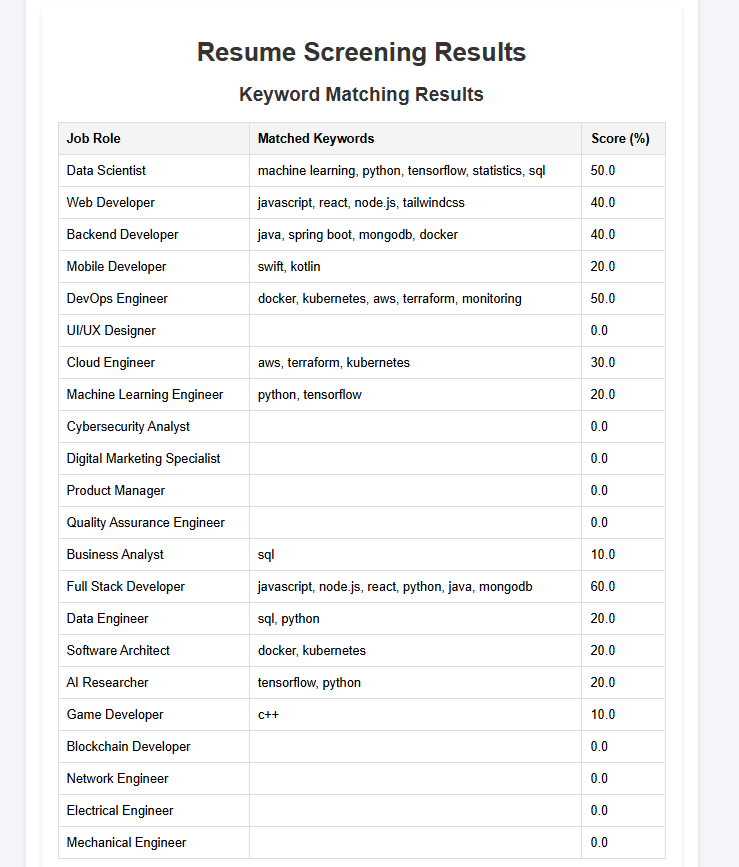 Resume Screening Results
Keyword Matching Results
Job Role Matched Keywords Score (%)
Data Scientist machine learning, python, tensorflow, statistics, sql 50.0
Web Developer javascript, react, node.js, tailwindcss 40.0
Backend Developer java, spring boot, mongodb, docker 40.0
Mobile Developer swift, kotlin 20.0
DevOps Engineer docker, kubernetes, aws, terraform, monitoring 50.0
UI/UX Designer 0.0
Cloud Engineer aws, terraform, kubernetes 30.0
Machine Learning Engineer python, tensorflow 20.0
Cybersecurity Analyst 0.0
Digital Marketing Specialist 0.0
Product Manager 0.0
Quality Assurance Engineer 0.0
Business Analyst sql 10.0
Full Stack Developer javascript, node.js, react, python, java, mongodb 60.0
Data Engineer sql, python 20.0
Software Architect docker, kubernetes 20.0
AI Researcher tensorflow, python 20.0
Game Developer c++ 10.0
Blockchain Developer 0.0
Network Engineer 0.0
Electrical Engineer 0.0
Mechanical Engineer 0.0